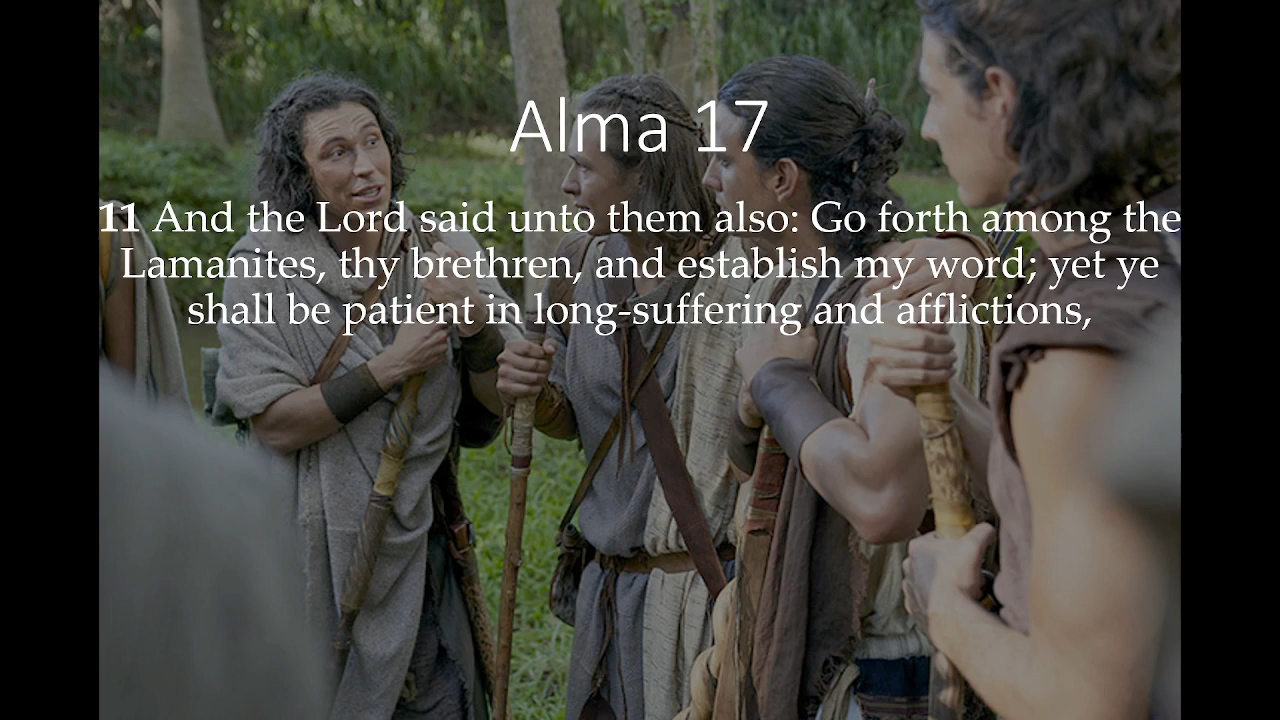 Alma 17
11 And the Lord said unto them also: Go forth among the
Lamanites, thy brethren, and establish my word; yet ye
shall be patient in long-suffering and afflictions,